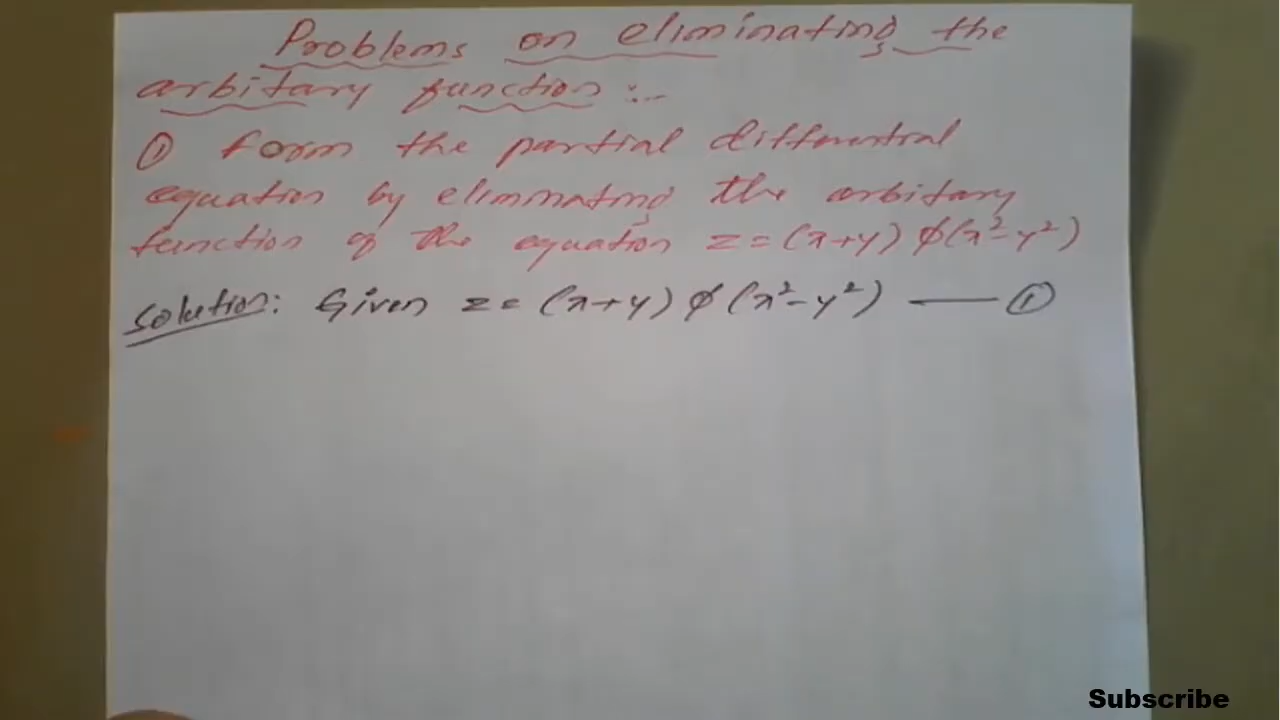 Problems on eliminating the
arbitary function :-
① Form the partial differential
equation by eliminating the arbitary
function of the equation z = (x+y) ϕ(x²-y²)
Solution: Given z = (x+y) ϕ (x²-y²) —— ①
Subscribe